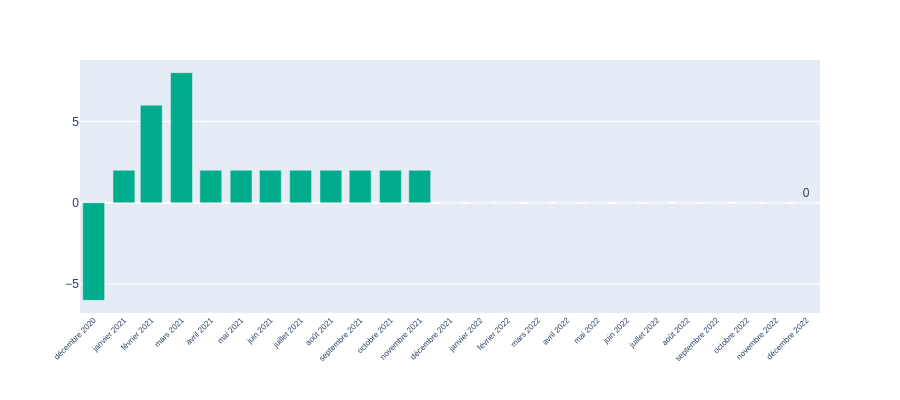 5
0
0
−5
décembre 2020
janvier 2021
février 2021
mars 2021
avril 2021
mai 2021
juin 2021
juillet 2021
août 2021
septembre 2021
octobre 2021
novembre 2021
décembre 2021
janvier 2022
février 2022
mars 2022
avril 2022
mai 2022
juin 2022
juillet 2022
août 2022
septembre 2022
octobre 2022
novembre 2022
décembre 2022